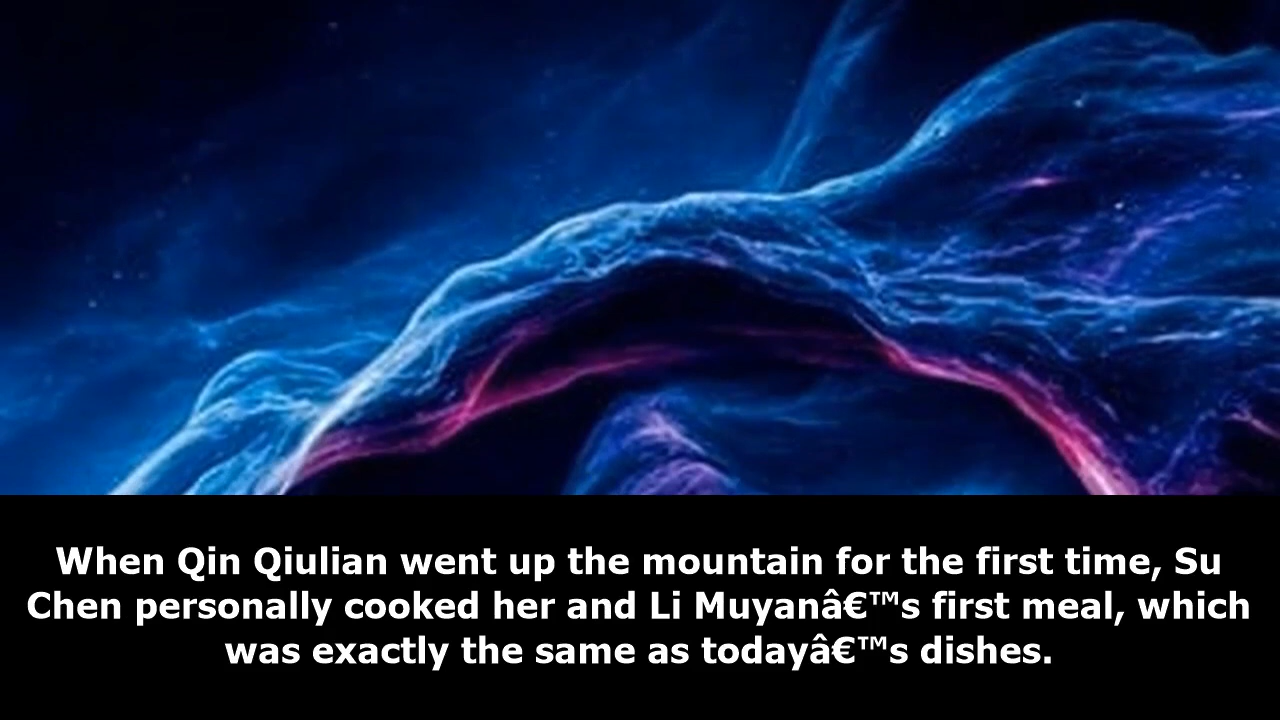 When Qin Qiulian went up the mountain for the first time, Su
Chen personally cooked her and Li Muyanâ€™s first meal, which
was exactly the same as todayâ€™s dishes.